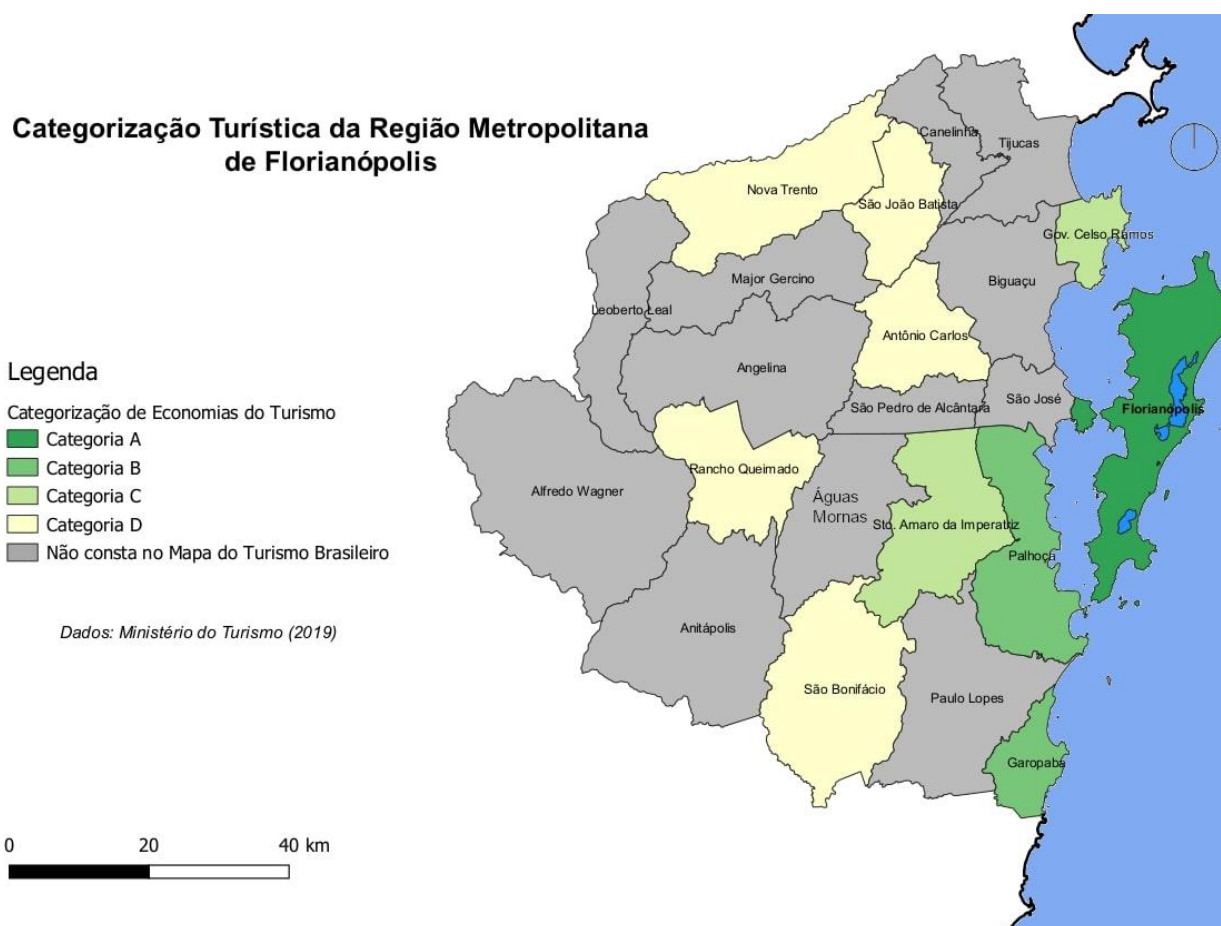 Categorização Turística da Região Metropolitana
de Florianópolis
Canelinha
Tijucas
Nova Trento
São João Batista
Gov. Celso Ramos
Major Gercino
Biguaçu
Leoberto Leal
Antônio Carlos
Angelina
São José
São Pedro de Alcântara
Florianópolis
Rancho Queimado
Alfredo Wagner
Águas
Mornas
Sto. Amaro da Imperatriz
Palhoça
Anitápolis
São Bonifácio
Paulo Lopes
Garopaba
Legenda
Categorização de Economias do Turismo
Categoria A
Categoria B
Categoria C
Categoria D
Não consta no Mapa do Turismo Brasileiro
Dados: Ministério do Turismo (2019)
0 20 40 km